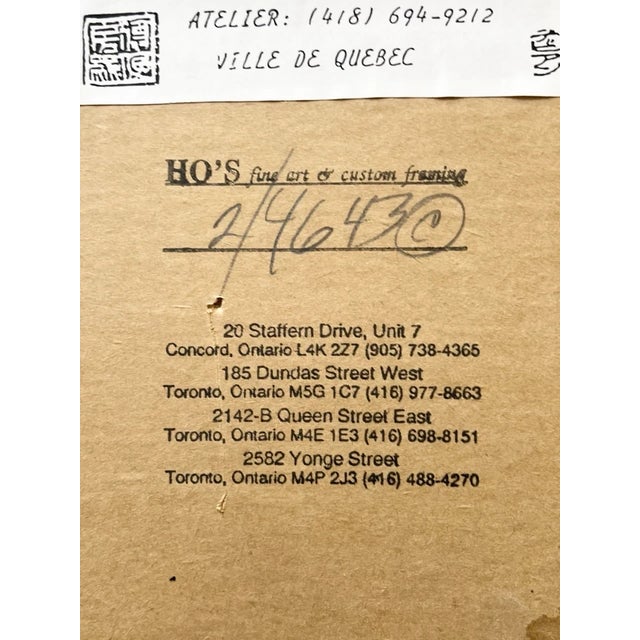 ATELIER: (418) 694-9212
VILLE DE QUEBEC
HO'S fine art & custom framing
2/4643 ©
20 Staffern Drive, Unit 7
Concord, Ontario L4K 2Z7 (905) 738-4365
185 Dundas Street West
Toronto, Ontario M5G 1C7 (416) 977-8663
2142-B Queen Street East
Toronto, Ontario M4E 1E3 (416) 698-8151
2582 Yonge Street
Toronto, Ontario M4P 2J3 (416) 488-4270